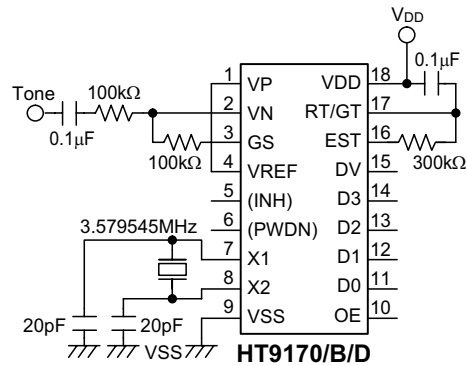 VDD
0.1μF
Tone
100kΩ
0.1μF
100kΩ
1 VP VDD 18
2 VN RT/GT 17
3 GS EST 16
300kΩ
4 VREF DV 15
5 (INH) D3 14
6 (PWDN) D2 13
3.579545MHz
7 X1 D1 12
8 X2 D0 11
9 VSS OE 10
20pF 20pF
VSS
HT9170/B/D